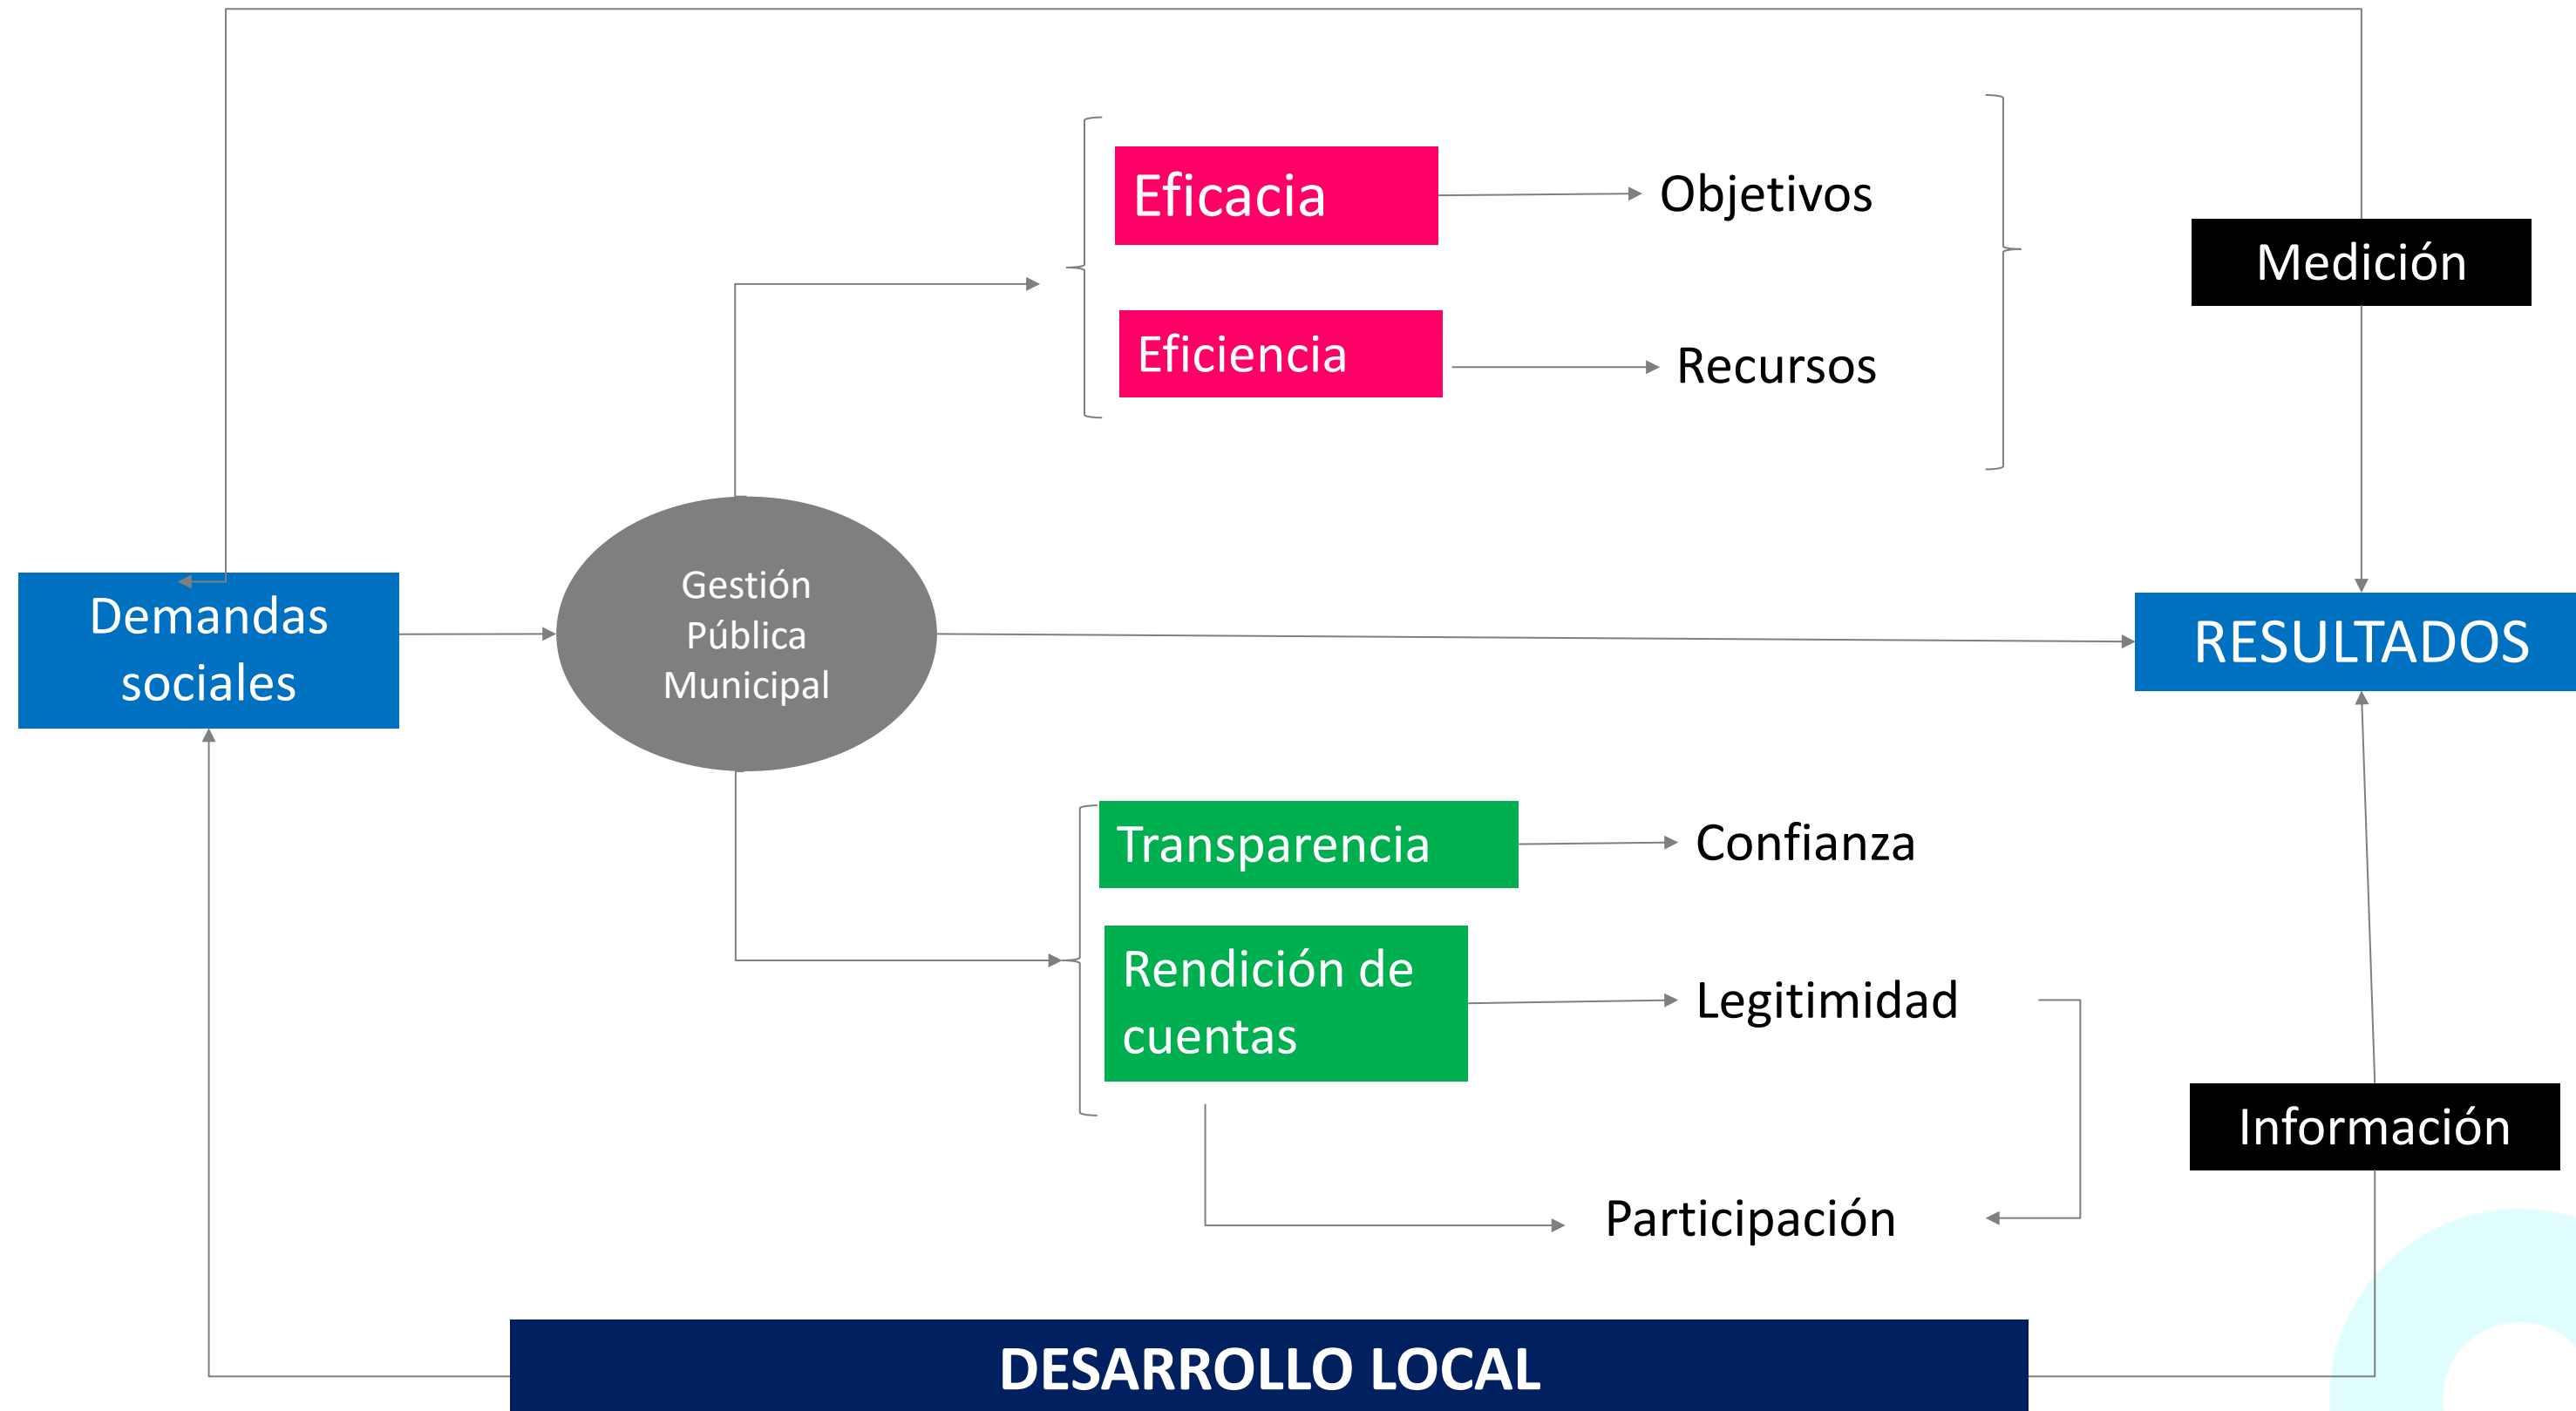 Eficacia
Objetivos
Medición
Eficiencia
Recursos
Demandas
sociales
Gestión
Pública
Municipal
RESULTADOS
Transparencia
Confianza
Rendición de
cuentas
Legitimidad
Información
Participación
DESARROLLO LOCAL